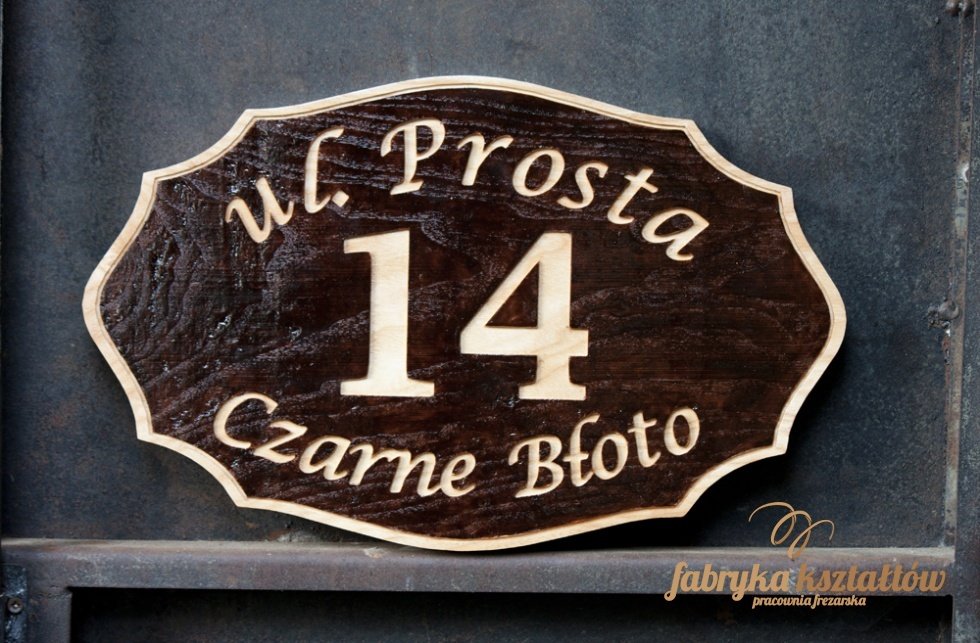 ul. Prosta
14
Czarne Błoto
fabryka kształtów
pracownia frezarska